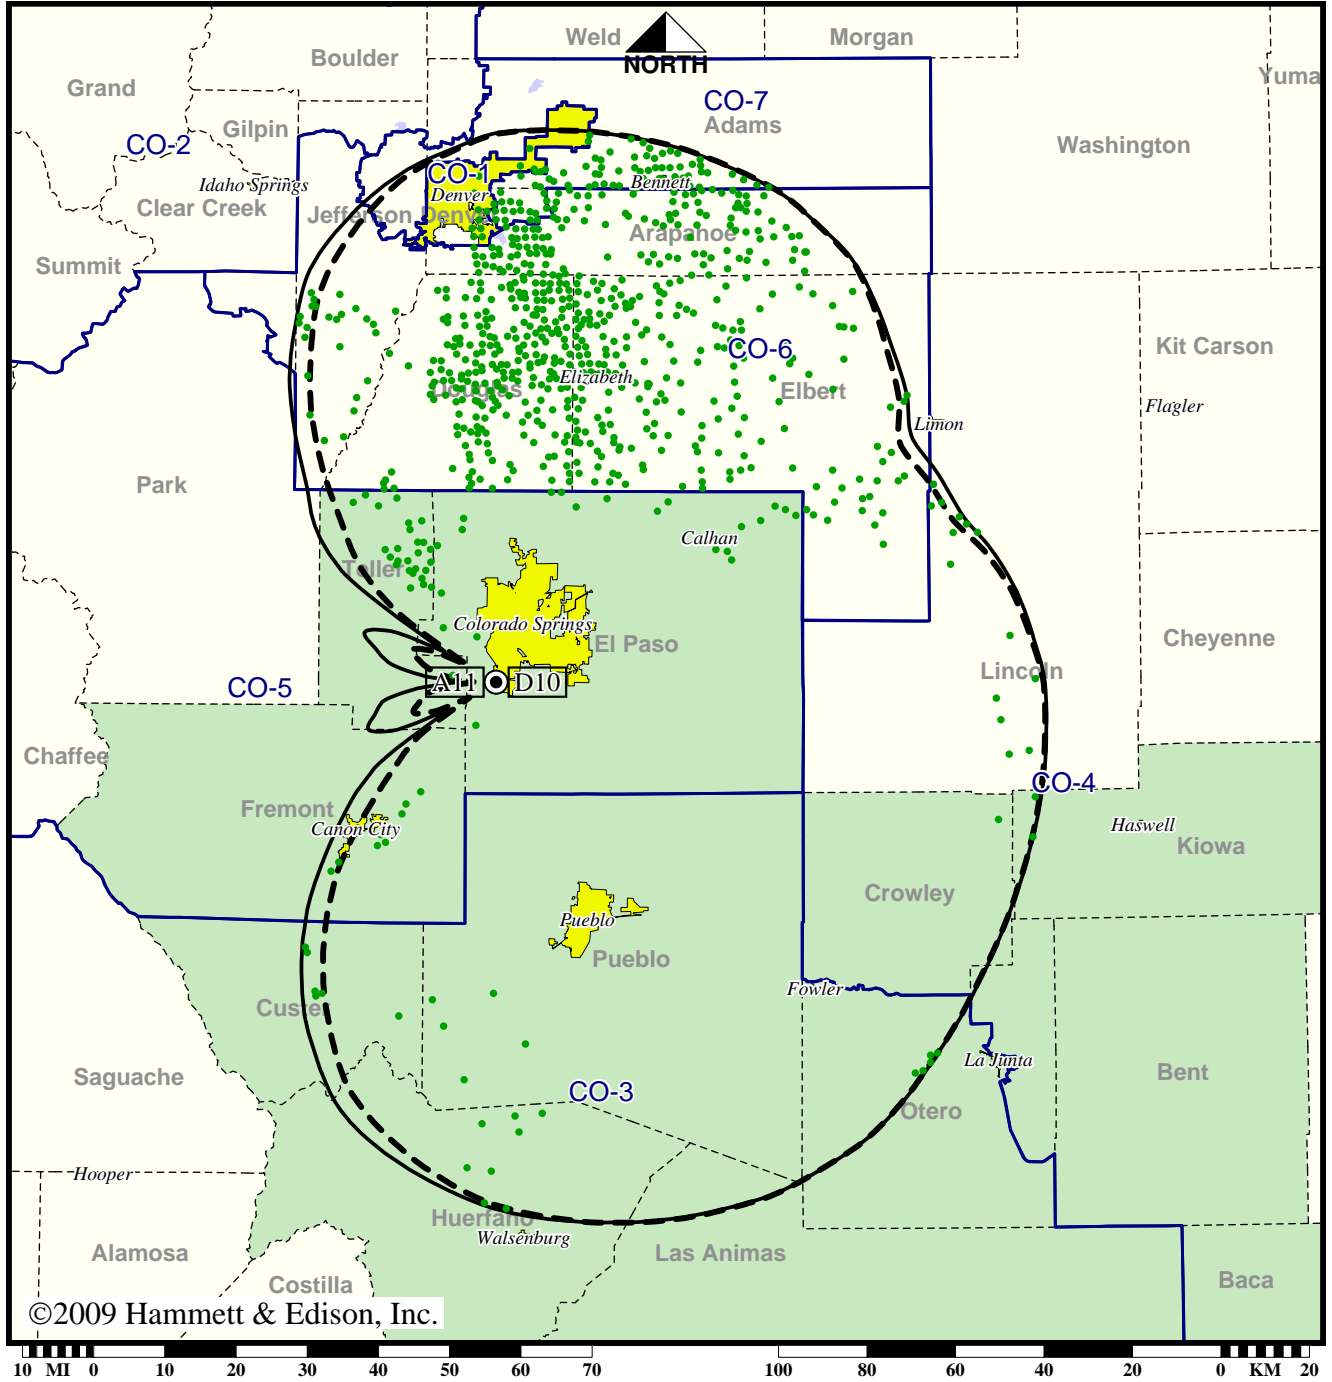 Weld
Morgan
Boulder
NORTH
Yuma
Grand
CO-7
Adams
Gilpin
CO-2
Washington
CO-1
Idaho Springs
Bennett
Denver
Clear Creek
Jefferson
Denver
Arapahoe
Summit
CO-6
Kit Carson
Elizabeth
Douglas
Elbert
Flagler
Limon
Park
Calhan
Teller
Colorado Springs
El Paso
Cheyenne
Lincoln
CO-5
A11
D10
Chaffee
CO-4
Fremont
Canon City
Haswell
Kiowa
Crowley
Pueblo
Pueblo
Fowler
Custer
La Junta
Saguache
Bent
CO-3
Otero
Hooper
Huerfano
Walsenburg
Alamosa
Las Animas
Costilla
Baca
©2009 Hammett & Edison, Inc.
10 MI 0 10 20 30 40 50 60 70 100 80 60 40 20 0 KM 20